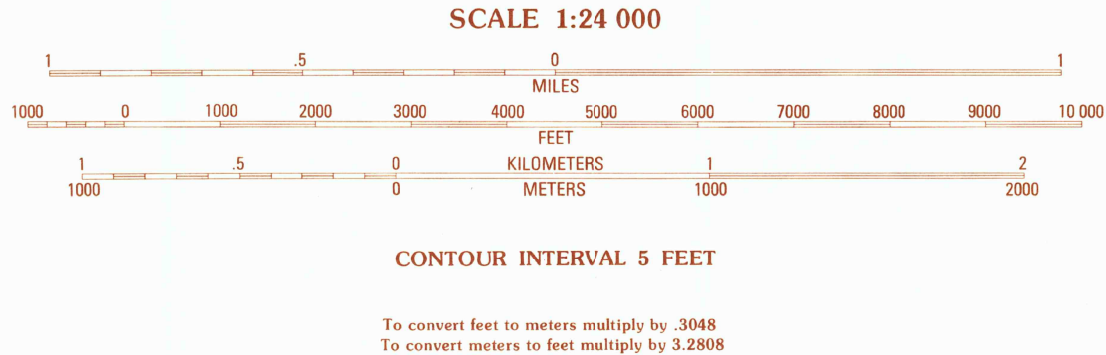 SCALE 1:24 000
1 .5 0 1
MILES
1000 0 1000 2000 3000 4000 5000 6000 7000 8000 9000 10 000
FEET
1 .5 0 KILOMETERS 1 2
1000 0 METERS 1000 2000
CONTOUR INTERVAL 5 FEET
To convert feet to meters multiply by .3048
To convert meters to feet multiply by 3.2808